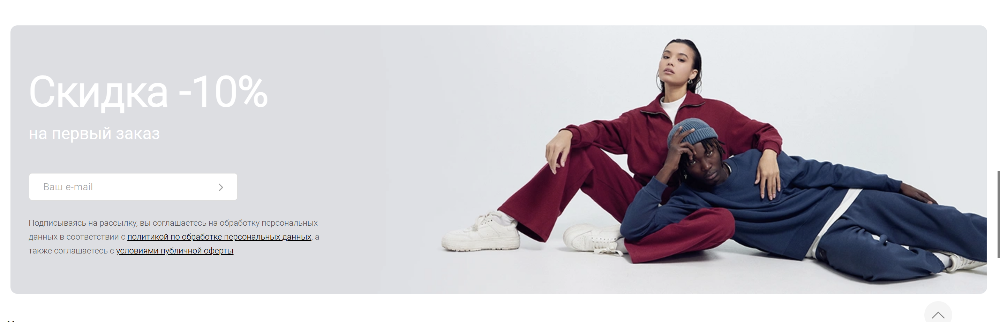 Скидка -10%
на первый заказ
Ваш e-mail
Подписываясь на рассылку, вы соглашаетесь на обработку персональных
данных в соответствии с политикой по обработке персональных данных, а
также соглашаетесь с условиями публичной оферты